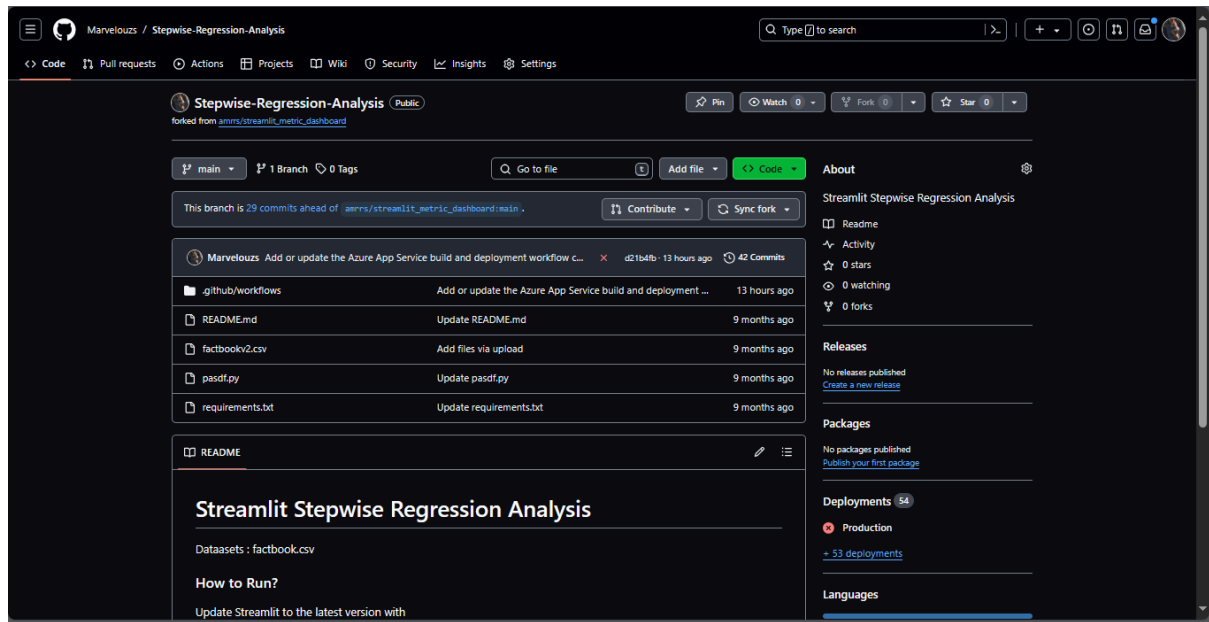 Marvelouzs / Stepwise-Regression-Analysis
Type / to search
Code Pull requests Actions Projects Wiki Security Insights Settings
Stepwise-Regression-Analysis Public
Pin Watch 0 Fork 0 Star 0
forked from amrrs/streamlit_metric_dashboard
main 1 Branch 0 Tags Go to file t Add file Code
This branch is 29 commits ahead of amrrs/streamlit_metric_dashboard:main .
Contribute Sync fork
Marvelouzs Add or update the Azure App Service build and deployment workflow c... d21b4fb · 13 hours ago 42 Commits
.github/workflows Add or update the Azure App Service build and deployment ... 13 hours ago
README.md Update README.md 9 months ago
factbookv2.csv Add files via upload 9 months ago
pasdf.py Update pasdf.py 9 months ago
requirements.txt Update requirements.txt 9 months ago
README
Streamlit Stepwise Regression Analysis
Dataasets : factbook.csv
How to Run?
Update Streamlit to the latest version with
About
Streamlit Stepwise Regression Analysis
Readme
Activity
0 stars
0 watching
0 forks
Releases
No releases published
Create a new release
Packages
No packages published
Publish your first package
Deployments 54
Production
+ 53 deployments
Languages